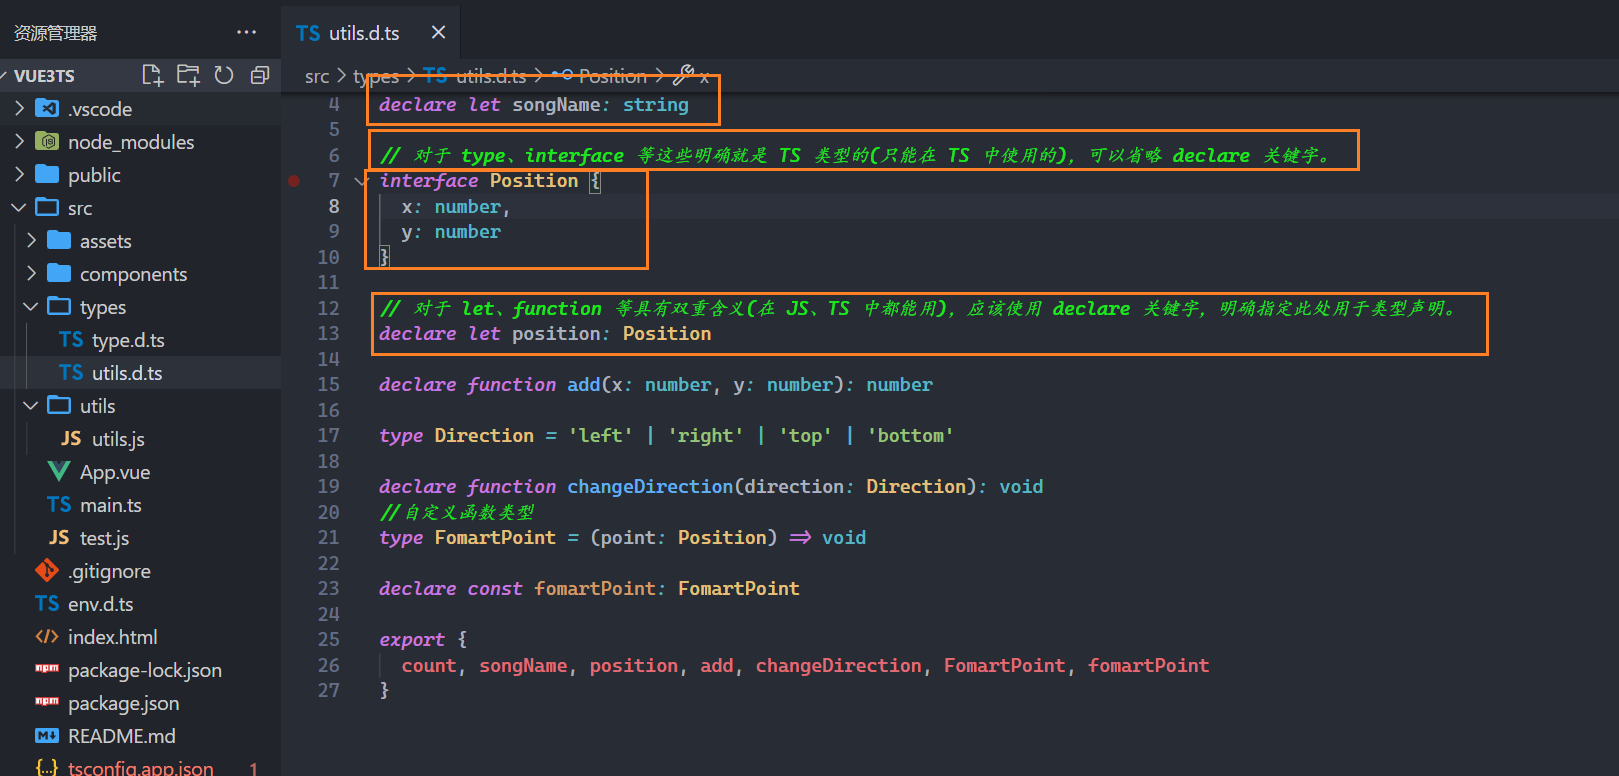 资源管理器
···
VUE3TS
.vscode
node_modules
public
src
assets
components
types
TS type.d.ts
TS utils.d.ts
utils
JS utils.js
App.vue
TS main.ts
JS test.js
.gitignore
TS env.d.ts
index.html
package-lock.json
package.json
README.md
tsconfig.app.json 1
TS utils.d.ts
src > types > TS utils.d.ts > Position > x
4 declare let songName: string
5
6 // 对于 type、interface 等这些明确就是 TS 类型的(只能在 TS 中使用的), 可以省略 declare 关键字。
7 interface Position {
8 x: number,
9 y: number
10 }
11
12 // 对于 let、function 等具有双重含义(在 JS、TS 中都能用), 应该使用 declare 关键字, 明确指定此处用于类型声明。
13 declare let position: Position
14
15 declare function add(x: number, y: number): number
16
17 type Direction = 'left' | 'right' | 'top' | 'bottom'
18
19 declare function changeDirection(direction: Direction): void
20 //自定义函数类型
21 type FomartPoint = (point: Position) => void
22
23 declare const fomartPoint: FomartPoint
24
25 export {
26 count, songName, position, add, changeDirection, FomartPoint, fomartPoint
27 }